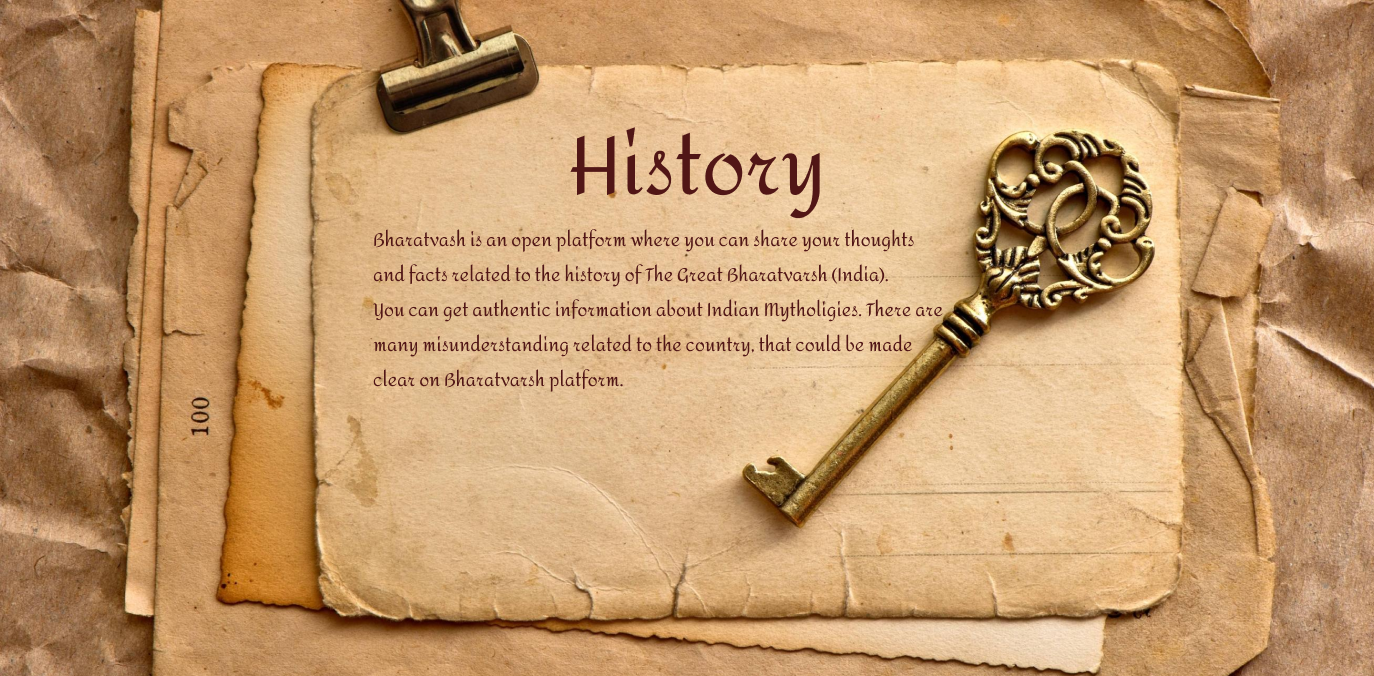 History
Bharatvash is an open platform where you can share your thoughts
and facts related to the history of The Great Bharatvarsh (India).
You can get authentic information about Indian Mytholigies. There are
many misunderstanding related to the country, that could be made
clear on Bharatvarsh platform.
100